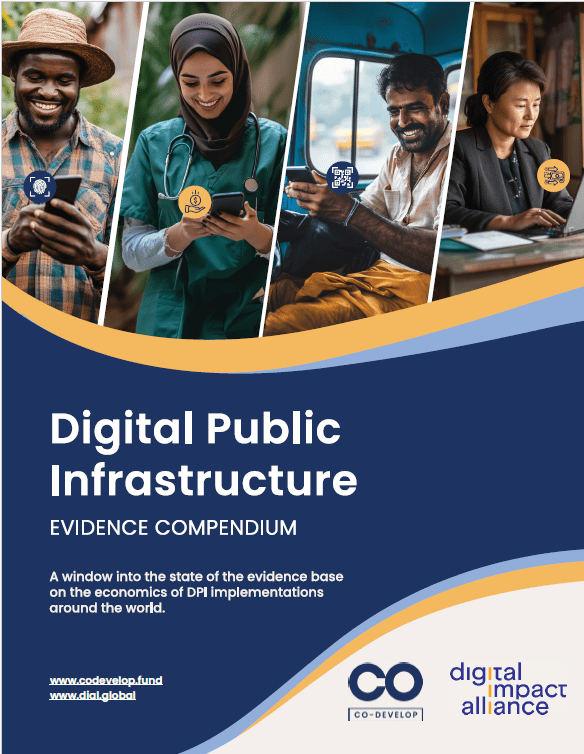 Digital Public
Infrastructure
EVIDENCE COMPENDIUM
A window into the state of the evidence base
on the economics of DPI implementations
around the world.
www.codevelop.fund
www.dial.global
CO
CO-DEVELOP
digital
impact
alliance